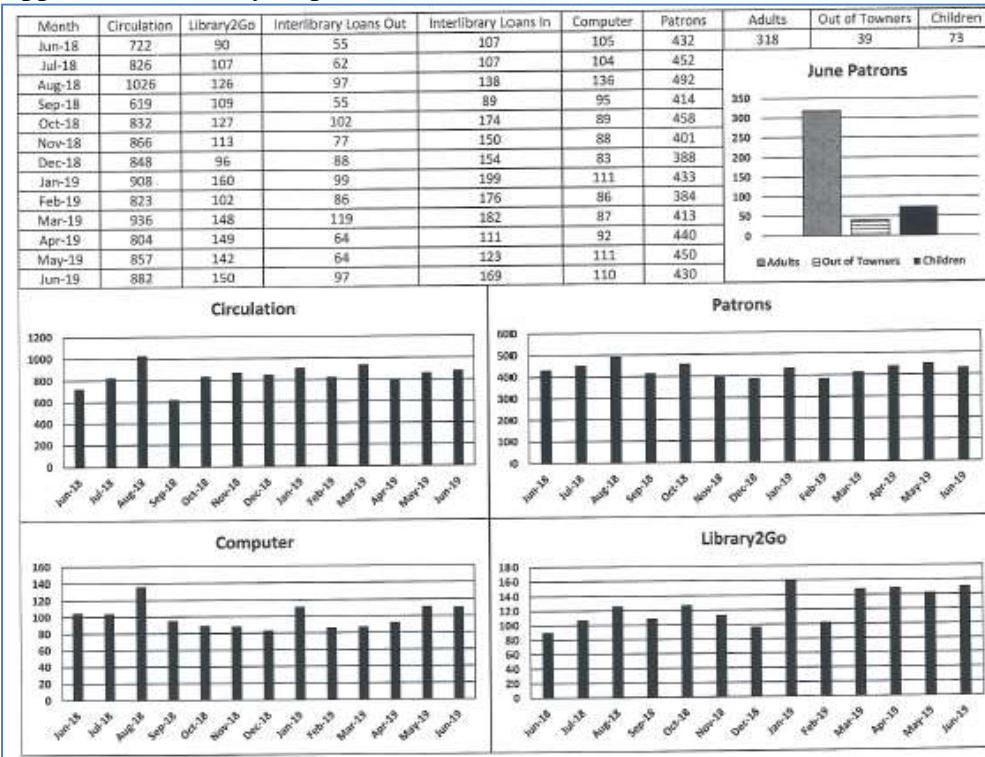 Month Circulation Library2Go Interlibrary Loans Out Interlibrary Loans In Computer Patrons Adults Out of Towners Children
Jun-18 722 90 55 107 105 432 318 39 73
Jul-18 826 107 62 107 104 452
Aug-18 1026 126 97 138 136 492
Sep-18 619 109 55 89 95 414
Oct-18 832 127 102 174 89 458
Nov-18 866 113 77 150 88 401
Dec-18 848 96 88 154 83 388
Jan-19 908 160 99 199 111 433
Feb-19 823 102 86 176 86 384
Mar-19 936 148 119 182 87 413
Apr-19 804 149 64 111 92 440
May-19 857 142 64 123 111 450
Jun-19 882 150 97 169 110 430
June Patrons
350
300
250
200
150
100
50
0
Adults Out of Towners Children
Circulation
1200
1000
800
600
400
200
0
Jun-18 Jul-18 Aug-18 Sep-18 Oct-18 Nov-18 Dec-18 Jan-19 Feb-19 Mar-19 Apr-19 May-19 Jun-19
Patrons
600
500
400
300
200
100
0
Jun-18 Jul-18 Aug-18 Sep-18 Oct-18 Nov-18 Dec-18 Jan-19 Feb-19 Mar-19 Apr-19 May-19 Jun-19
Computer
160
140
120
100
80
60
40
20
0
Jun-18 Jul-18 Aug-18 Sep-18 Oct-18 Nov-18 Dec-18 Jan-19 Feb-19 Mar-19 Apr-19 May-19 Jun-19
Library2Go
180
160
140
120
100
80
60
40
20
0
Jun-18 Jul-18 Aug-18 Sep-18 Oct-18 Nov-18 Dec-18 Jan-19 Feb-19 Mar-19 Apr-19 May-19 Jun-19